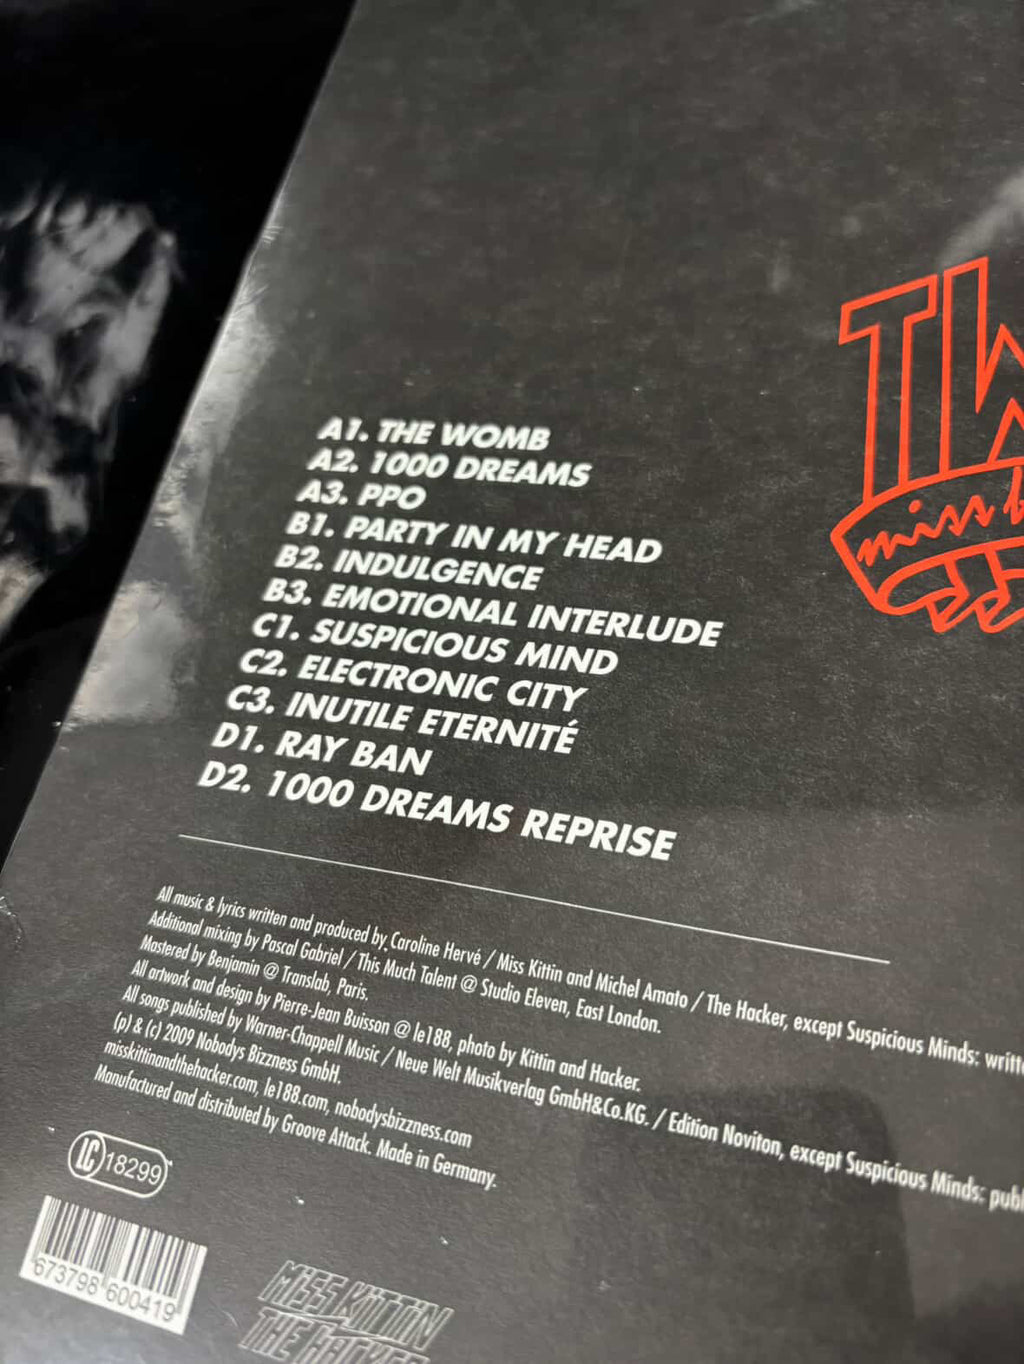 TW
miss
A1. THE WOMB
A2. 1000 DREAMS
A3. PPO
B1. PARTY IN MY HEAD
B2. INDULGENCE
B3. EMOTIONAL INTERLUDE
C1. SUSPICIOUS MIND
C2. ELECTRONIC CITY
C3. INUTILE ETERNITÉ
D1. RAY BAN
D2. 1000 DREAMS REPRISE
All music & lyrics written and produced by Caroline Hervé / Miss Kittin and Michel Amato / The Hacker, except Suspicious Minds:
Additional mixing by Pascal Gabriel / This Much Talent @ Studio Eleven, East London.
Mastered by Benjamin @ Translab, Paris.
All artwork and design by Pierre-Jean Buisson @ le188, photo by Kittin and Hacker.
All songs published by Warner-Chappell Music / Neue Welt Musikverlag GmbH&Co.KG. / Edition Noviton, except Suspicious Minds:
(p) & (c) 2009 Nobodys Bizzness GmbH.
misskittinandthehacker.com, le188.com, nobodysbizzness.com
Manufactured and distributed by Groove Attack. Made in Germany.
LC 18299
673798 600419
MISS KITTIN
THE HACKER